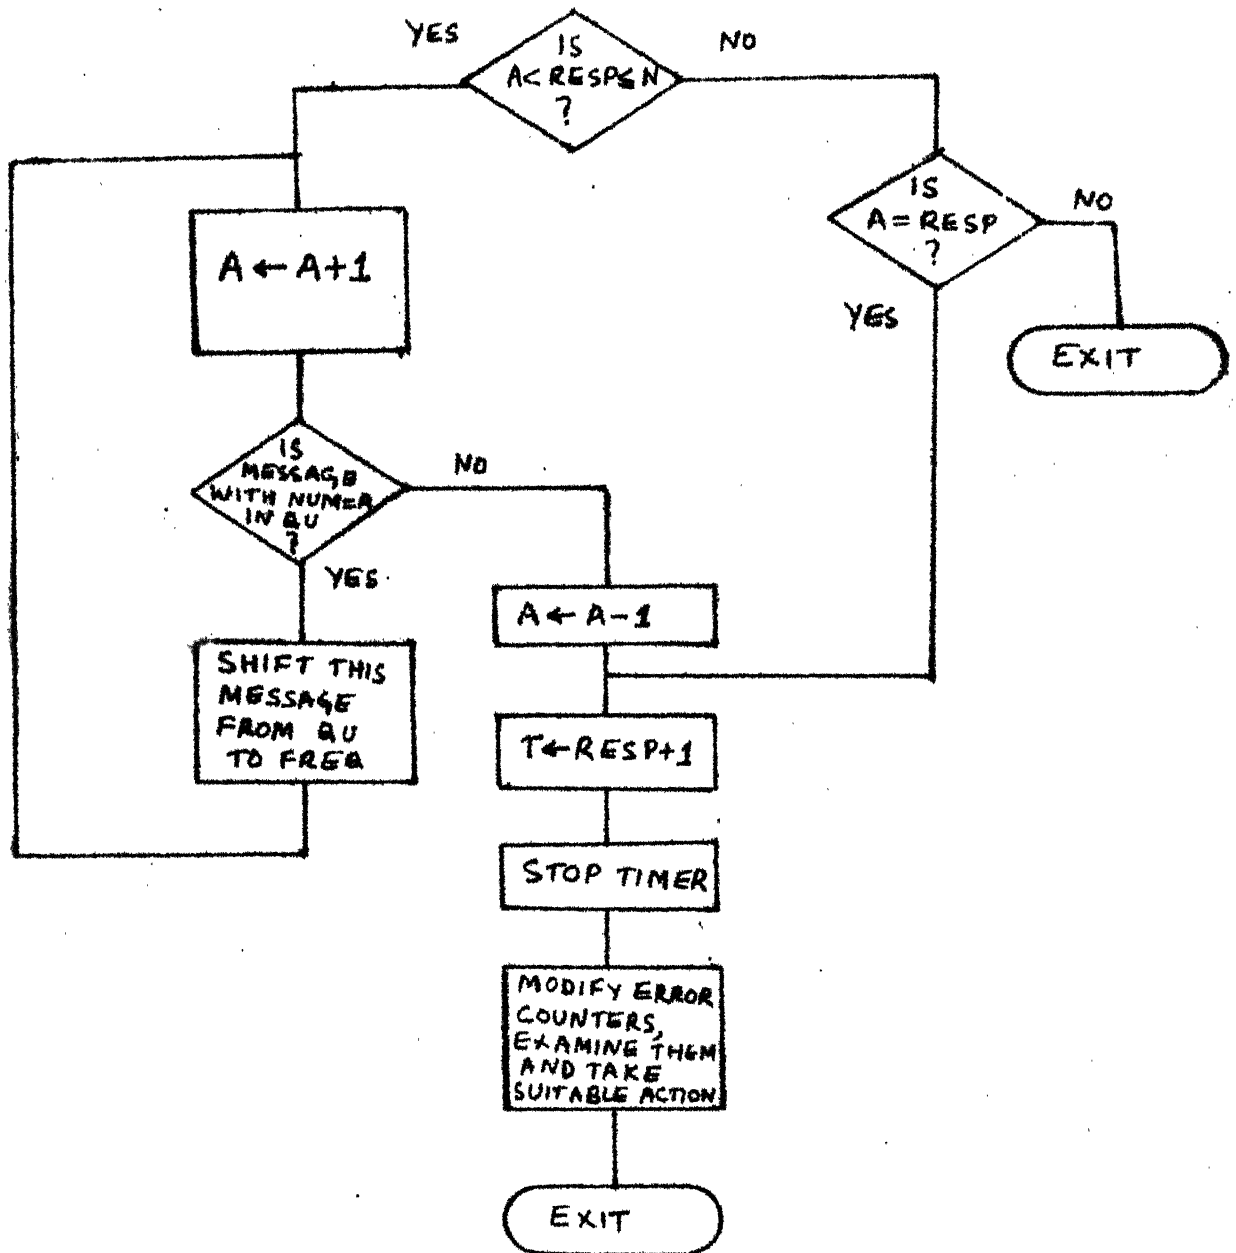 YES
IS
A < RESP ≤ N
?
NO
IS
A = RESP
?
NO
YES
EXIT
A ← A+1
IS
MESSAGE
WITH NUM=A
IN QU
?
NO
YES
SHIFT THIS
MESSAGE
FROM QU
TO FREQ
A ← A-1
T ← RESP+1
STOP TIMER
MODIFY ERROR
COUNTERS,
EXAMINE THEM
AND TAKE
SUITABLE ACTION
EXIT